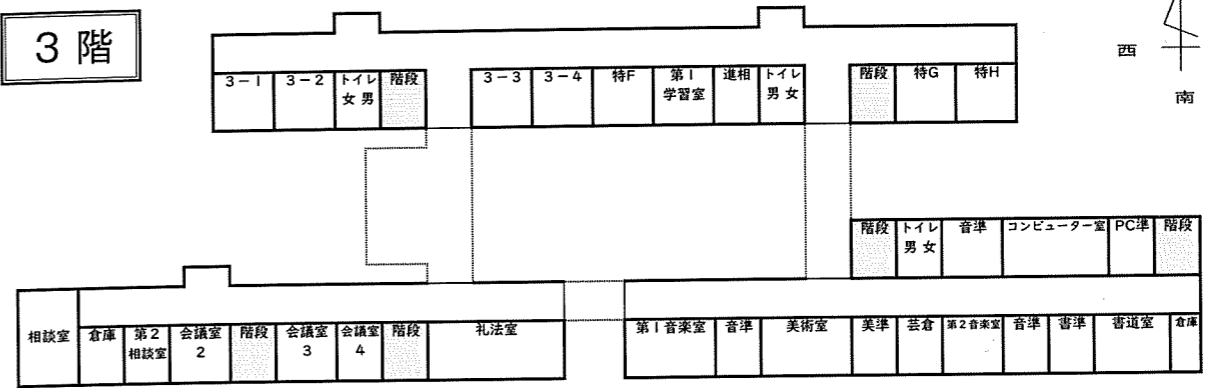 3階
西
南
3-1
3-2
トイレ
女 男
階段
3-3
3-4
特F
第1
学習室
進相
トイレ
男 女
階段
特G
特H
階段
トイレ
男 女
音準
コンピューター室
PC準
階段
相談室
倉庫
第2
相談室
会議室
2
階段
会議室
3
会議室
4
階段
礼法室
第1音楽室
音準
美術室
美準
芸倉
第2音楽室
音準
書準
書道室
倉庫